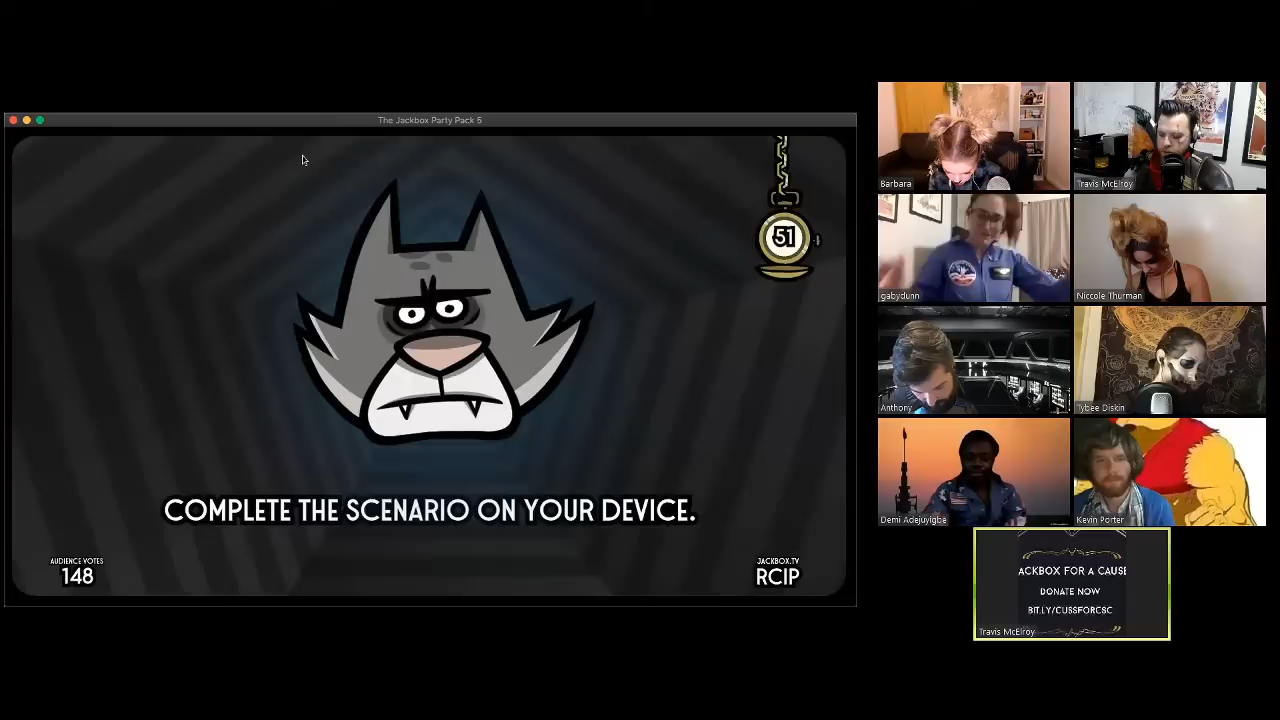 The Jackbox Party Pack 5
51
COMPLETE THE SCENARIO ON YOUR DEVICE.
AUDIENCE VOTES
148
JACKBOX.TV
RCIP
Barbara
Travis McElroy
gabydunn
Niccole Thurman
Anthony
Tybee Diskin
Demi Adejuyigbe
Kevin Porter
ACKBOX FOR A CAUSE
DONATE NOW
BIT.LY/CUSSFORCSC
Travis McElroy